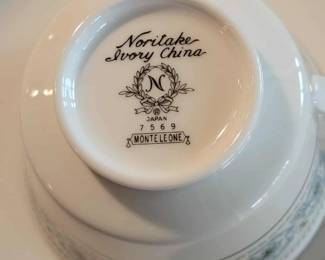 Noritake
Ivory China
N
JAPAN
7569
MONTELEONE